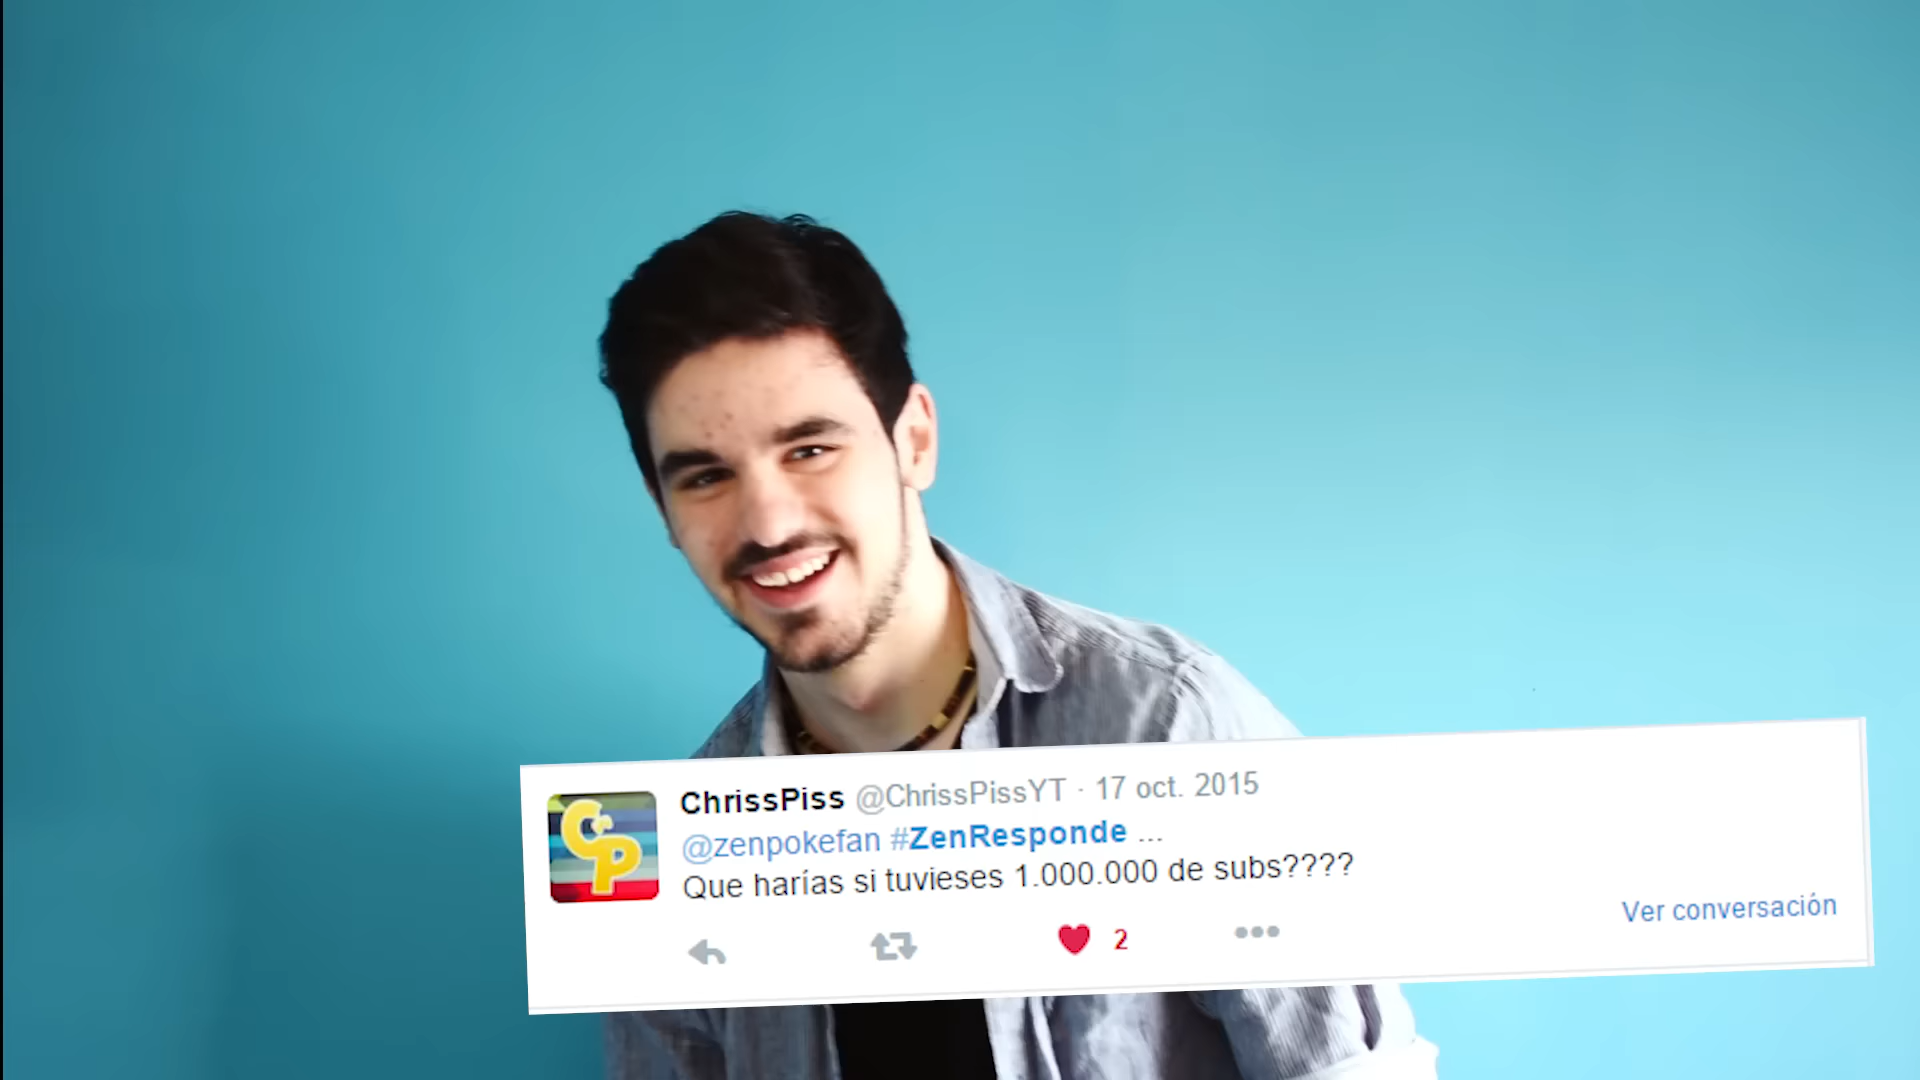 ChrissPiss @ChrissPissYT · 17 oct. 2015
@zenpokefan #ZenResponde ...
Que harías si tuvieses 1.000.000 de subs????
Ver conversación
2
CP